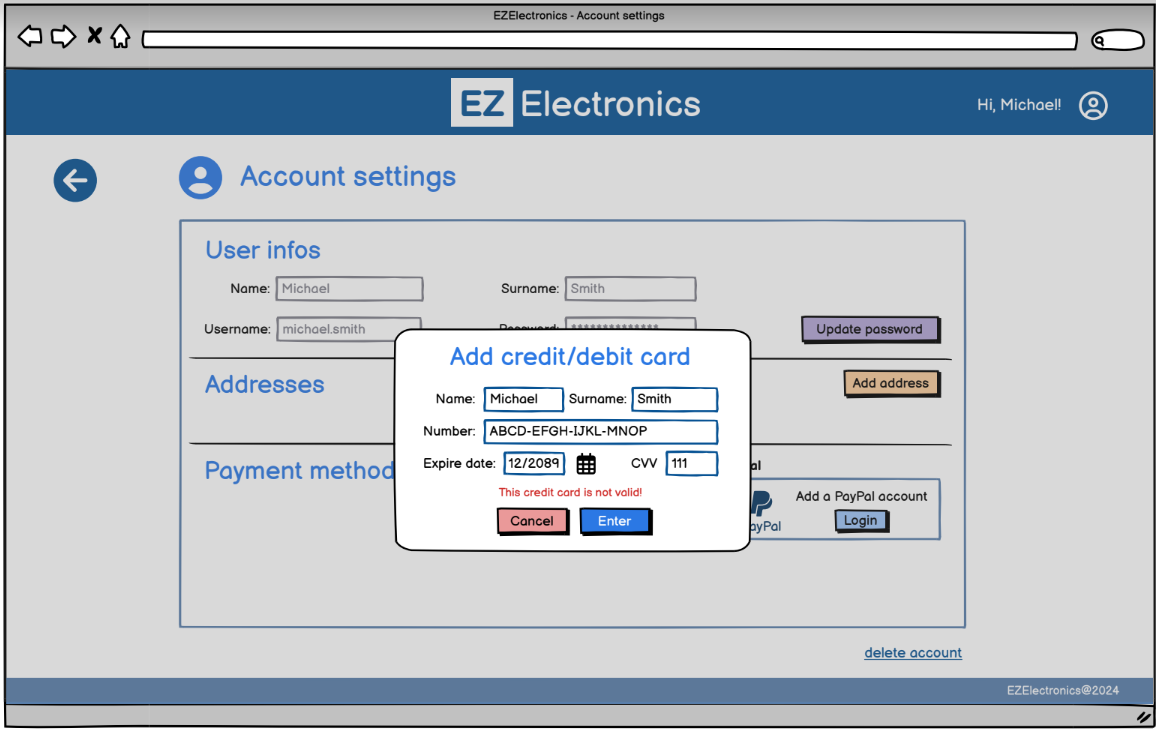 EZElectronics - Account settings
EZ Electronics
Hi, Michael!
Account settings
User infos
Name: Michael Surname: Smith
Username: michael.smith Password: **************
Update password
Addresses
Add address
Payment method
Add credit/debit card
Name: Michael Surname: Smith
Number: ABCD-EFGH-IJKL-MNOP
Expire date: 12/2089 CVV 111
This credit card is not valid!
Cancel Enter
al
ayPal
Add a PayPal account
Login
delete account
EZElectronics@2024